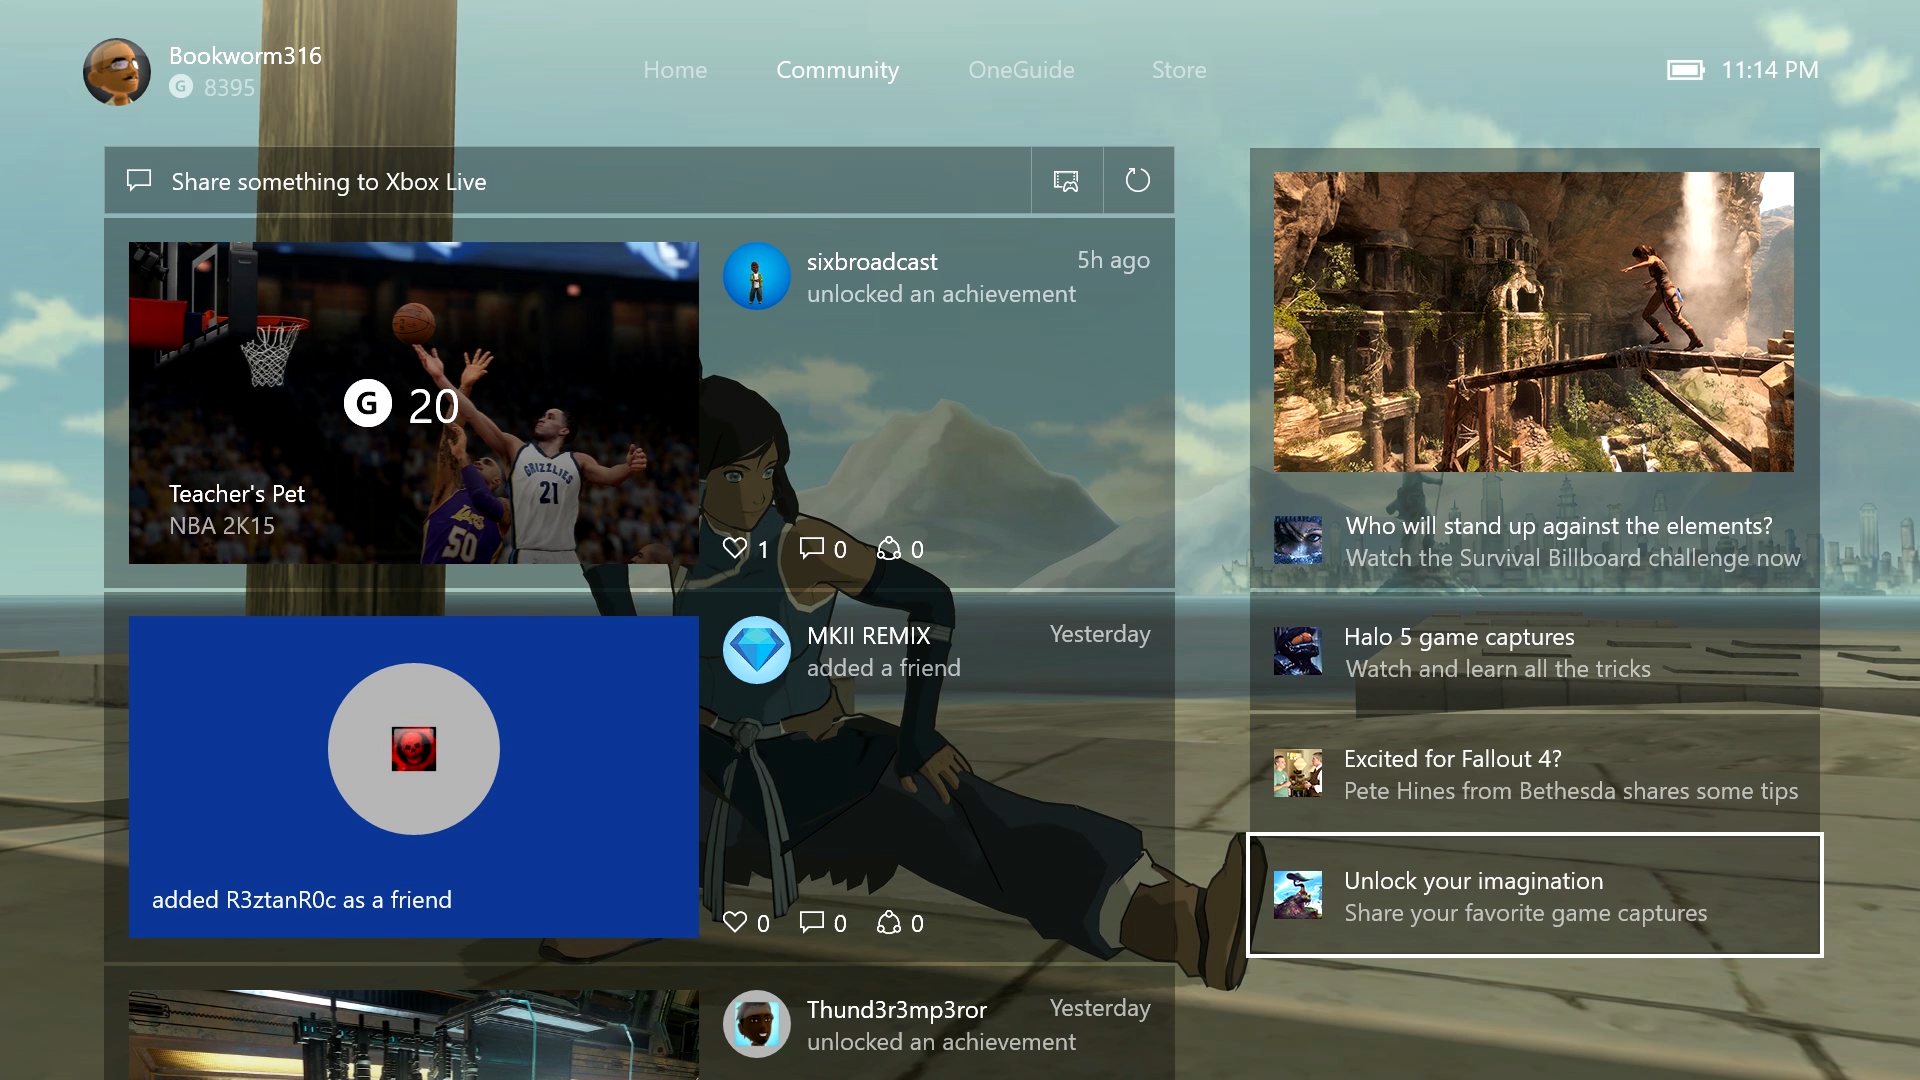 Bookworm316
G 8395
Home
Community
OneGuide
Store
11:14 PM
Share something to Xbox Live
G 20
GRIZZLIES
21
50
Teacher's Pet
NBA 2K15
sixbroadcast
5h ago
unlocked an achievement
1
0
0
added R3ztanR0c as a friend
MKII REMIX
Yesterday
added a friend
0
0
0
Thund3r3mp3ror
Yesterday
unlocked an achievement
Who will stand up against the elements?
Watch the Survival Billboard challenge now
Halo 5 game captures
Watch and learn all the tricks
Excited for Fallout 4?
Pete Hines from Bethesda shares some tips
Unlock your imagination
Share your favorite game captures